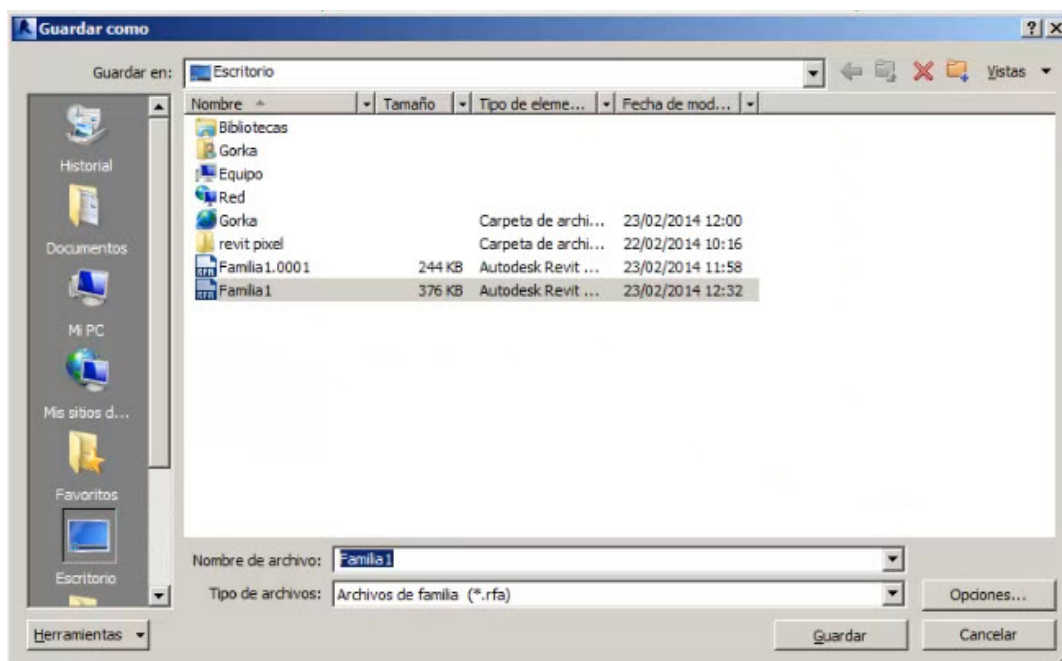 Guardar como
Guardar en: Escritorio Vistas
Nombre Tamaño Tipo de eleme... Fecha de mod...
Bibliotecas
Gorka
Equipo
Red
Gorka Carpeta de archi... 23/02/2014 12:00
revit pixel Carpeta de archi... 22/02/2014 10:16
Familia1.0001 244 KB Autodesk Revit ... 23/02/2014 11:58
Familia1 376 KB Autodesk Revit ... 23/02/2014 12:32
Historial
Documentos
Mi PC
Mis sitios d...
Favoritos
Escritorio
Nombre de archivo: Familia1
Tipo de archivos: Archivos de familia (*.rfa) Opciones...
Herramientas Guardar Cancelar